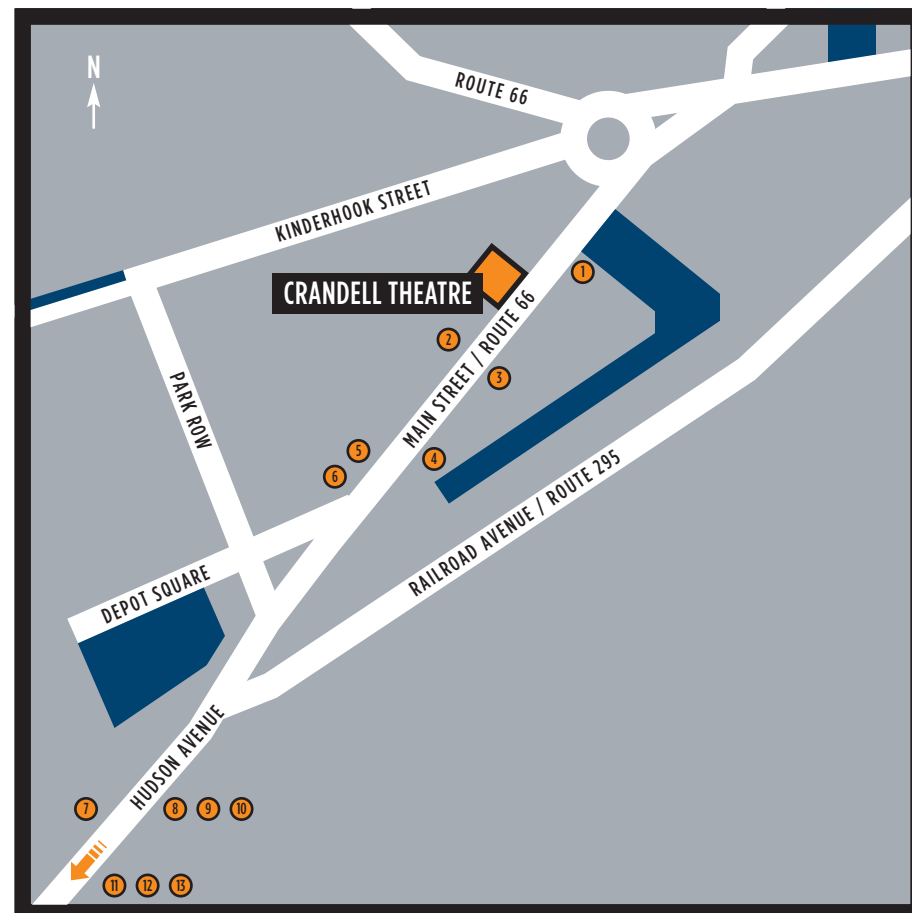 N
ROUTE 66
KINDERHOOK STREET
CRANDELL THEATRE
1
2
MAIN STREET / ROUTE 66
3
PARK ROW
5
4
6
RAILROAD AVENUE / ROUTE 295
DEPOT SQUARE
HUDSON AVENUE
7
8
9
10
11
12
13